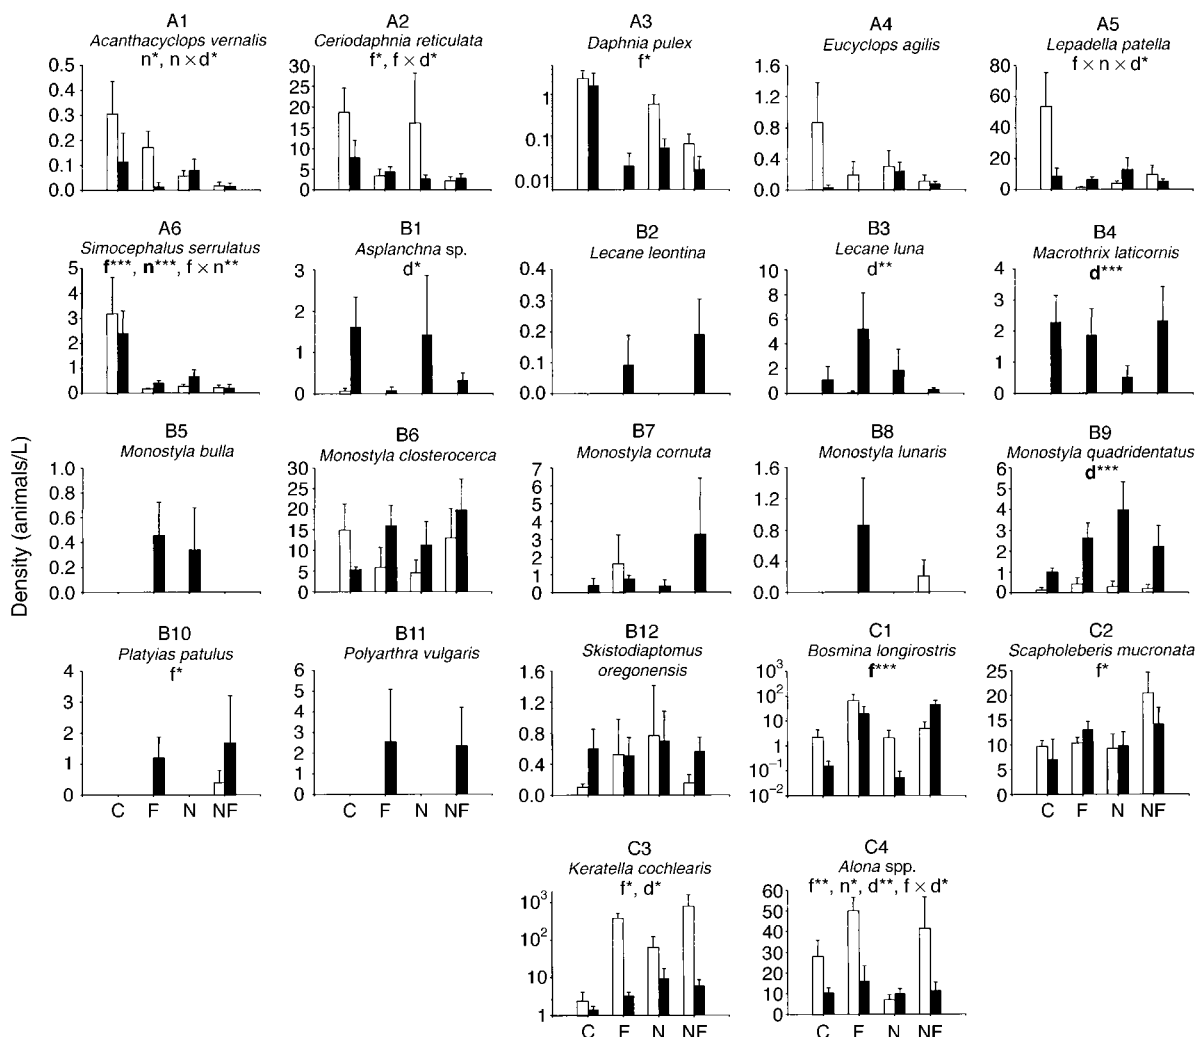 A1
Acanthacyclops vernalis
n*, n × d*
0.5
0.4
0.3
0.2
0.1
0.0
A2
Ceriodaphnia reticulata
f*, f × d*
30
25
20
15
10
5
0
A3
Daphnia pulex
f*
1
0.1
0.01
A4
Eucyclops agilis
1.6
1.2
0.8
0.4
0.0
A5
Lepadella patella
f × n × d*
80
60
40
20
0
A6
Simocephalus serrulatus
f***, n***, f × n**
5
4
3
2
1
0
B1
Asplanchna sp.
d*
3
2
1
0
B2
Lecane leontina
0.4
0.3
0.2
0.1
0.0
B3
Lecane luna
d**
10
8
6
4
2
0
B4
Macrothrix laticornis
d***
4
3
2
1
0
Density (animals/L)
B5
Monostyla bulla
1.0
0.8
0.6
0.4
0.2
0.0
B6
Monostyla closterocerca
30
25
20
15
10
5
0
B7
Monostyla cornuta
7
6
5
4
3
2
1
0
B8
Monostyla lunaris
1.6
1.2
0.8
0.4
0.0
B9
Monostyla quadridentatus
d***
6
5
4
3
2
1
0
B10
Platyias patulus
f*
4
3
2
1
0
C F N NF
B11
Polyarthra vulgaris
6
5
4
3
2
1
0
C F N NF
B12
Skistodiaptomus
oregonensis
1.6
1.2
0.8
0.4
0.0
C1
Bosmina longirostris
f***
10³
10²
10
1
10⁻¹
10⁻²
C2
Scapholeberis mucronata
f*
25
20
15
10
5
0
C F N NF
C3
Keratella cochlearis
f*, d*
10³
10²
10
1
C F N NF
C4
Alona spp.
f**, n*, d**, f × d*
60
50
40
30
20
10
0
C F N NF